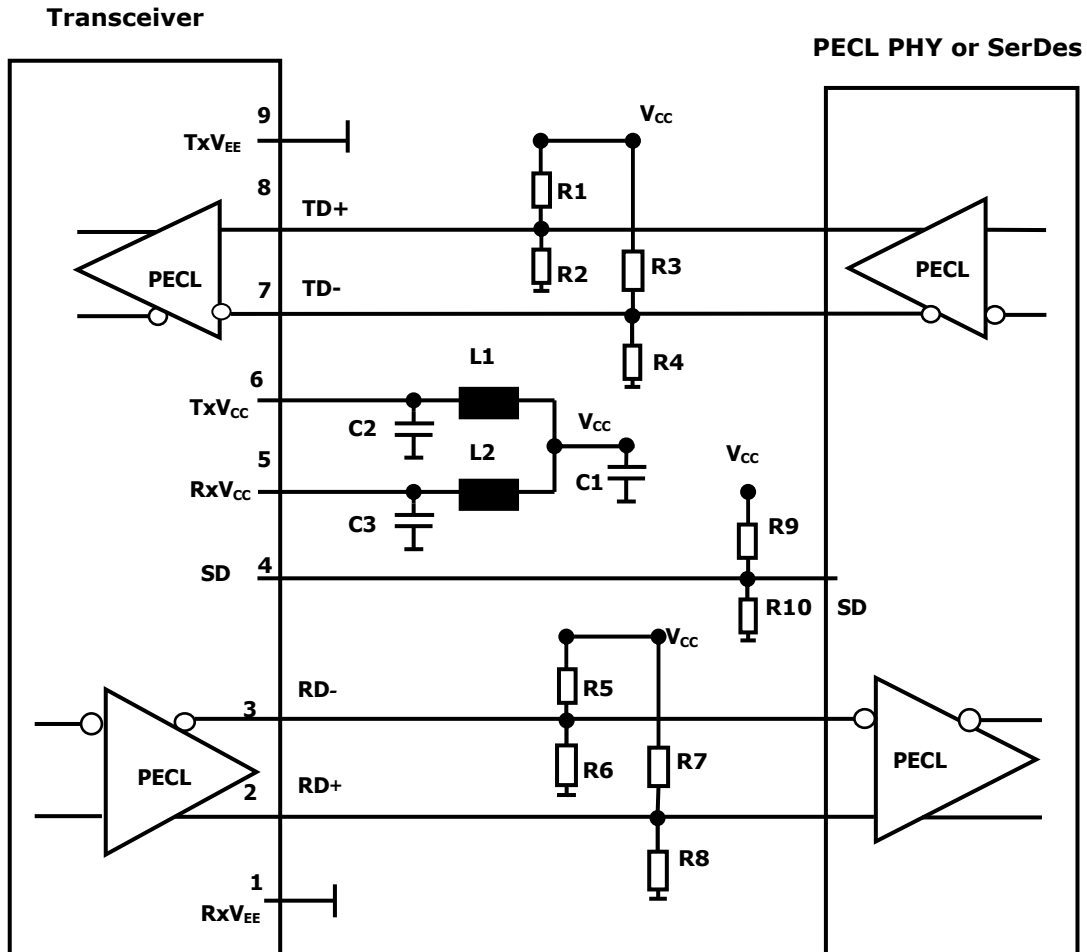 Transceiver
PECL PHY or SerDes
9
TxVEE
VCC
8
TD+
R1
PECL
R2
R3
PECL
7
TD-
R4
L1
6
TxVCC
C2
VCC
5
L2
VCC
RxVCC
C1
C3
R9
SD
4
R10
SD
VCC
RD-
R5
3
R6
R7
PECL
PECL
2
RD+
R8
1
RxVEE